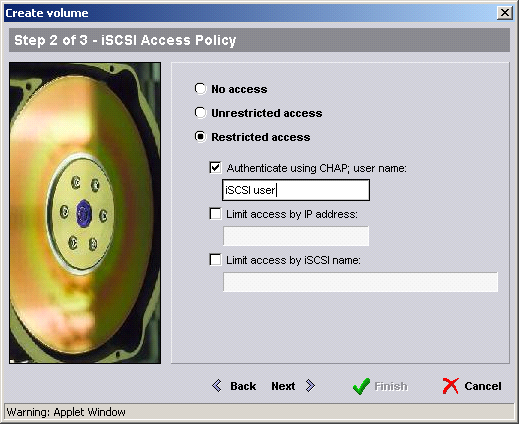 Create volume
Step 2 of 3 - iSCSI Access Policy
No access
Unrestricted access
Restricted access
Authenticate using CHAP; user name:
iSCSI user
Limit access by IP address:
Limit access by iSCSI name:
Back Next Finish Cancel
Warning: Applet Window